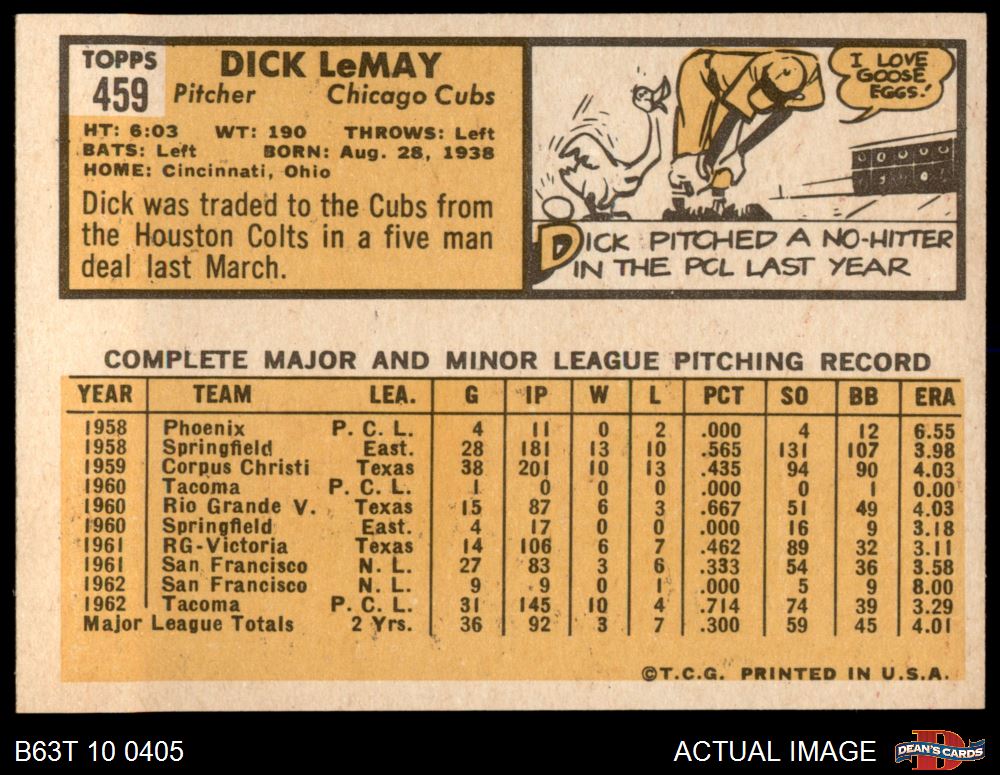 TOPPS
459
DICK LeMAY
Pitcher Chicago Cubs
HT: 6:03 WT: 190 THROWS: Left
BATS: Left BORN: Aug. 28, 1938
HOME: Cincinnati, Ohio
Dick was traded to the Cubs from
the Houston Colts in a five man
deal last March.
I LOVE
GOOSE
EGGS!
DICK PITCHED A NO-HITTER
IN THE PCL LAST YEAR
COMPLETE MAJOR AND MINOR LEAGUE PITCHING RECORD
YEAR TEAM LEA. G IP W L PCT SO BB ERA
1958 Phoenix P. C. L. 4 11 0 2 .000 4 12 6.55
1958 Springfield East. 28 181 13 10 .565 131 107 3.98
1959 Corpus Christi Texas 38 201 10 13 .435 94 90 4.03
1960 Tacoma P. C. L. 1 0 0 0 .000 0 1 0.00
1960 Rio Grande V. Texas 15 87 6 3 .667 51 49 4.03
1960 Springfield East. 4 17 0 0 .000 16 9 3.18
1961 RG-Victoria Texas 14 106 6 7 .462 89 32 3.11
1961 San Francisco N. L. 27 83 3 6 .333 54 36 3.58
1962 San Francisco N. L. 9 9 0 1 .000 5 9 8.00
1962 Tacoma P. C. L. 31 145 10 4 .714 74 39 3.29
Major League Totals 2 Yrs. 36 92 3 7 .300 59 45 4.01
©T.C.G. PRINTED IN U.S.A.
B63T 10 0405
ACTUAL IMAGE
D
DEAN'S CARDS